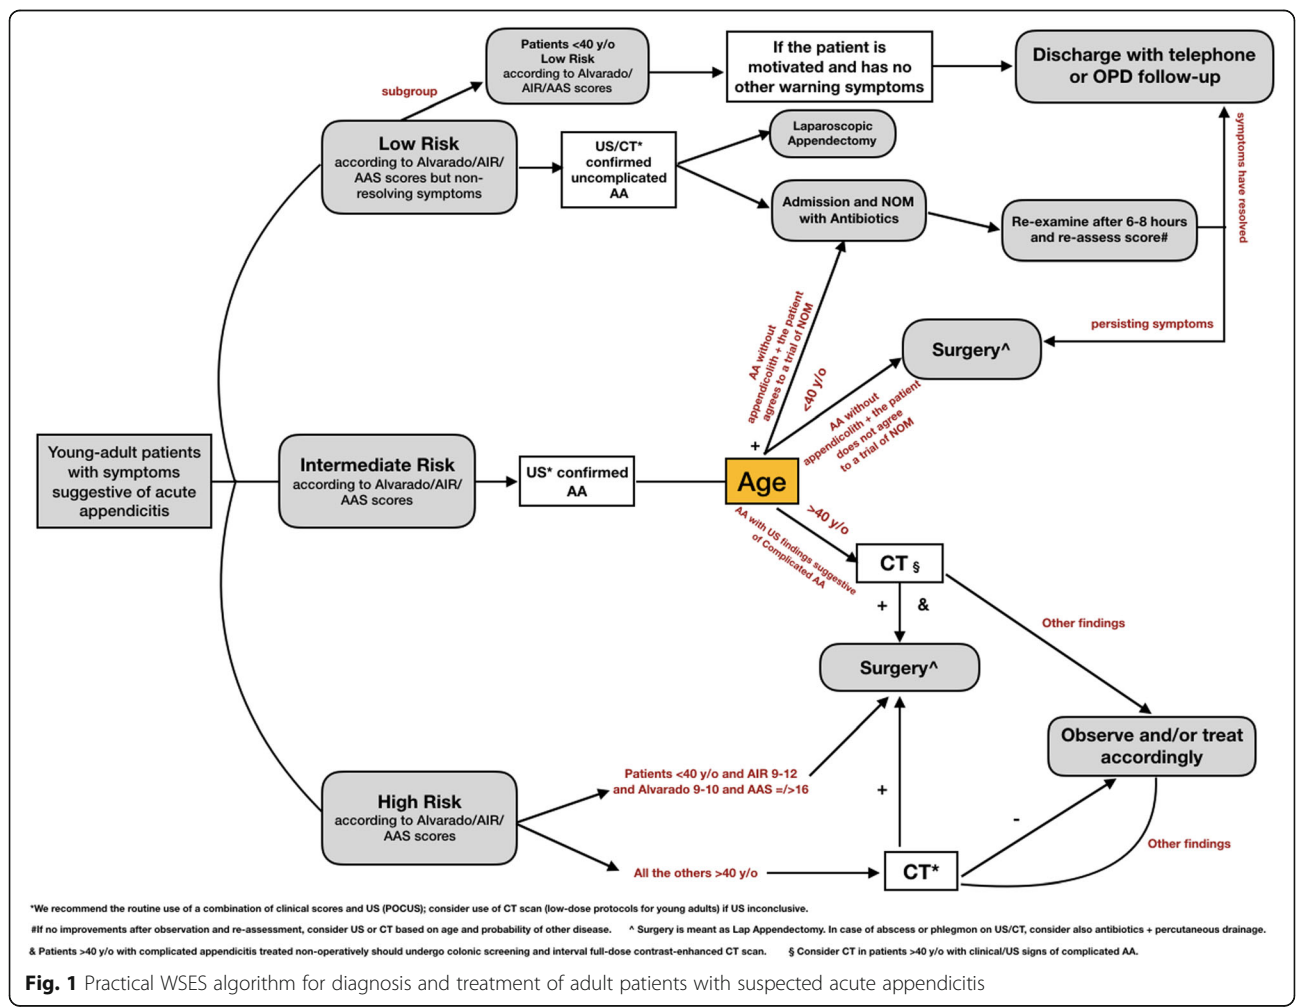 Patients <40 y/o
Low Risk
according to Alvarado/
AIR/AAS scores
If the patient is
motivated and has no
other warning symptoms
Discharge with telephone
or OPD follow-up
subgroup
Low Risk
according to Alvarado/AIR/
AAS scores but non-
resolving symptoms
US/CT*
confirmed
uncomplicated
AA
Laparoscopic
Appendectomy
Admission and NOM
with Antibiotics
Re-examine after 6-8 hours
and re-assess score#
symptoms have resolved
persisting symptoms
Surgery^
AA without
appendicolith + the patient
agrees to a trial of NOM
<40 y/o
AA without
appendicolith + the patient
does not agree
to a trial of NOM
+
Young-adult patients
with symptoms
suggestive of acute
appendicitis
Intermediate Risk
according to Alvarado/AIR/
AAS scores
US* confirmed
AA
Age
>40 y/o
AA with US findings suggestive
of Complicated AA
CT §
+ &
Other findings
Surgery^
Observe and/or treat
accordingly
High Risk
according to Alvarado/AIR/
AAS scores
Patients <40 y/o and AIR 9-12
and Alvarado 9-10 and AAS =/>16
+
-
Other findings
All the others >40 y/o
CT*
*We recommend the routine use of a combination of clinical scores and US (POCUS); consider use of CT scan (low-dose protocols for young adults) if US inconclusive.
#If no improvements after observation and re-assessment, consider US or CT based on age and probability of other disease. ^ Surgery is meant as Lap Appendectomy. In case of abscess or phlegmon on US/CT, consider also antibiotics + percutaneous drainage.
& Patients >40 y/o with complicated appendicitis treated non-operatively should undergo colonic screening and interval full-dose contrast-enhanced CT scan. § Consider CT in patients >40 y/o with clinical/US signs of complicated AA.
Fig. 1 Practical WSES algorithm for diagnosis and treatment of adult patients with suspected acute appendicitis